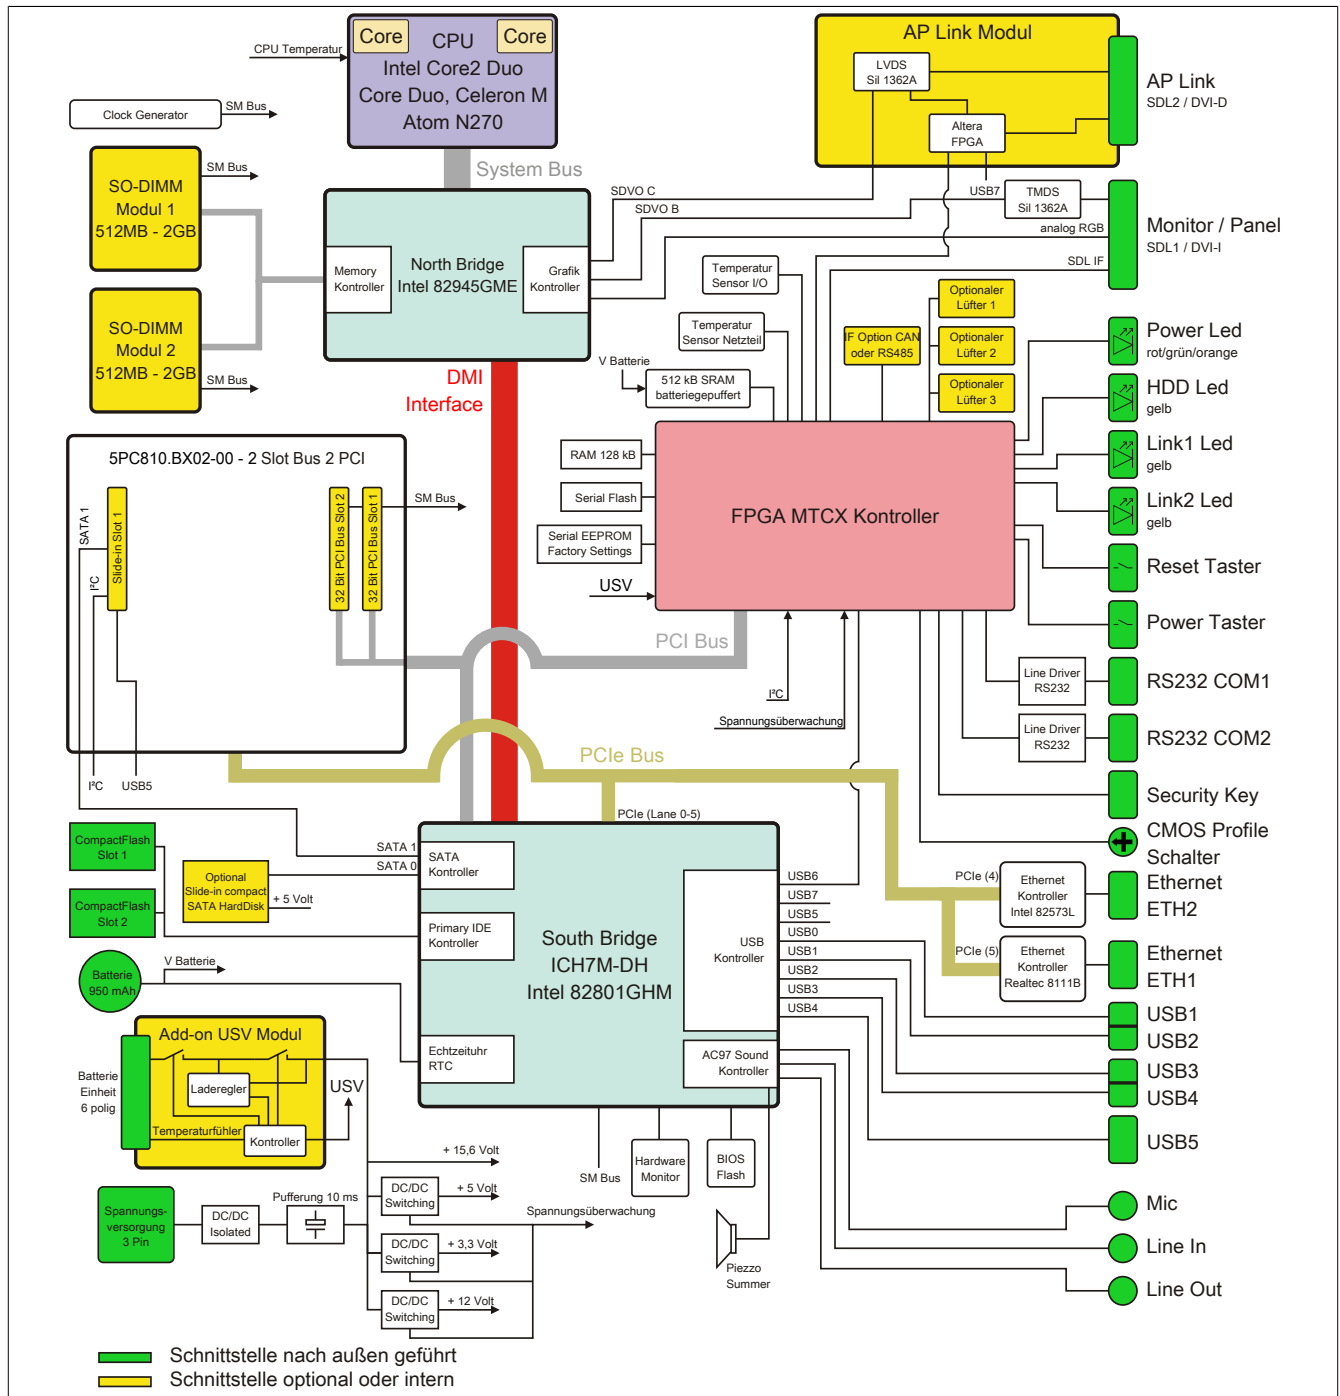 CPU Temperatur
Core
Core
CPU
Intel Core2 Duo
Core Duo, Celeron M
Atom N270
Clock Generator
SM Bus
SO-DIMM
Modul 1
512MB - 2GB
SM Bus
SO-DIMM
Modul 2
512MB - 2GB
SM Bus
System Bus
Memory
Kontroller
North Bridge
Intel 82945GME
Grafik
Kontroller
SDVO C
SDVO B
AP Link Modul
LVDS
Sil 1362A
Altera
FPGA
USB7
TMDS
Sil 1362A
analog RGB
SDL IF
AP Link
SDL2 / DVI-D
Monitor / Panel
SDL1 / DVI-I
Temperatur
Sensor I/O
Temperatur
Sensor Netzteil
V Batterie
512 kB SRAM
batteriegepuffert
IF Option CAN
oder RS485
Optionaler
Lüfter 1
Optionaler
Lüfter 2
Optionaler
Lüfter 3
Power Led
rot/grün/orange
HDD Led
gelb
Link1 Led
gelb
Link2 Led
gelb
Reset Taster
Power Taster
DMI
Interface
5PC810.BX02-00 - 2 Slot Bus 2 PCI
SATA 1
I²C
Slide-in Slot 1
32 Bit PCI Bus Slot 2
32 Bit PCI Bus Slot 1
SM Bus
I²C
USB5
RAM 128 kB
Serial Flash
Serial EEPROM
Factory Settings
USV
FPGA MTCX Kontroller
PCI Bus
I²C
Spannungsüberwachung
Line Driver
RS232
RS232 COM1
Line Driver
RS232
RS232 COM2
Security Key
CMOS Profile
Schalter
PCIe Bus
PCIe (Lane 0-5)
CompactFlash
Slot 1
CompactFlash
Slot 2
Optional
Slide-in compact
SATA HardDisk
+ 5 Volt
SATA 1
SATA 0
SATA
Kontroller
Primary IDE
Kontroller
South Bridge
ICH7M-DH
Intel 82801GHM
USB
Kontroller
USB6
USB7
USB5
USB0
USB1
USB2
USB3
USB4
PCIe (4)
Ethernet
Kontroller
Intel 82573L
Ethernet
ETH2
PCIe (5)
Ethernet
Kontroller
Realtec 8111B
Ethernet
ETH1
USB1
USB2
USB3
USB4
USB5
Batterie
950 mAh
V Batterie
Echtzeituhr
RTC
AC97 Sound
Kontroller
Add-on USV Modul
Batterie
Einheit
6 polig
Laderegler
Temperaturfühler
Kontroller
USV
+ 15,6 Volt
SM Bus
Hardware
Monitor
BIOS
Flash
Piezzo
Summer
Spannungs-
versorgung
3 Pin
DC/DC
Isolated
Pufferung 10 ms
DC/DC
Switching
+ 5 Volt
Spannungsüberwachung
DC/DC
Switching
+ 3,3 Volt
DC/DC
Switching
+ 12 Volt
Mic
Line In
Line Out
Schnittstelle nach außen geführt
Schnittstelle optional oder intern